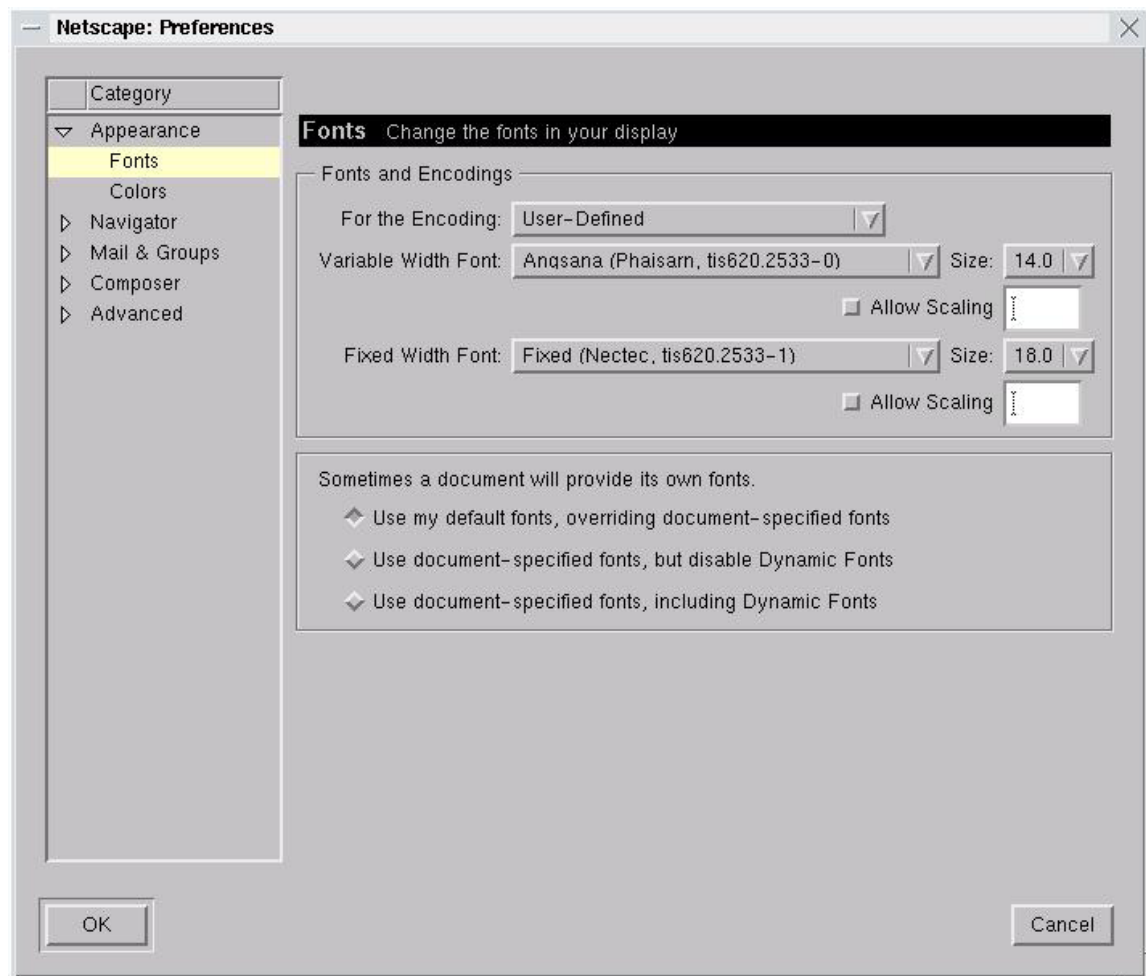 Netscape: Preferences
Category
Appearance
Fonts
Colors
Navigator
Mail & Groups
Composer
Advanced
Fonts Change the fonts in your display
Fonts and Encodings
For the Encoding: User-Defined
Variable Width Font: Angsana (Phaisarn, tis620.2533-0) Size: 14.0
Allow Scaling
Fixed Width Font: Fixed (Nectec, tis620.2533-1) Size: 18.0
Allow Scaling
Sometimes a document will provide its own fonts.
Use my default fonts, overriding document-specified fonts
Use document-specified fonts, but disable Dynamic Fonts
Use document-specified fonts, including Dynamic Fonts
OK
Cancel